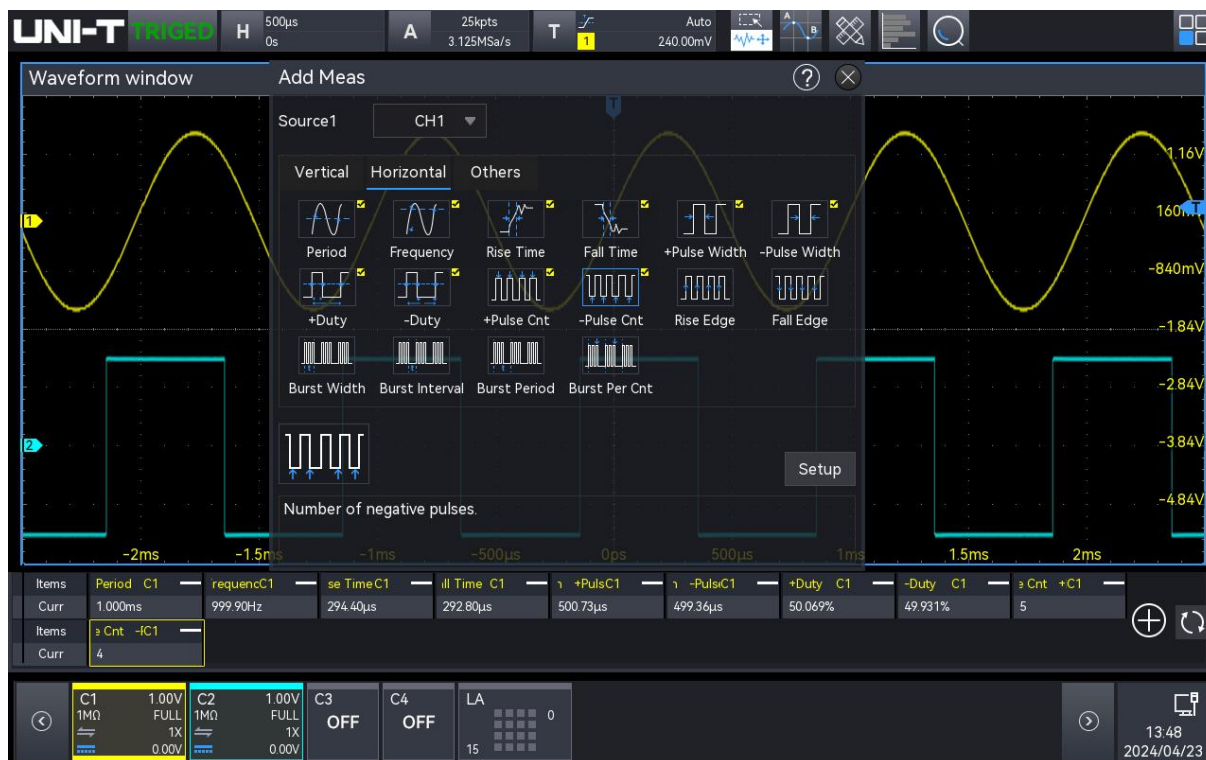 UNI-T TRIGED H 500µs 0s A 25kpts 3.125MSa/s T 1 Auto 240.00mV A B
Waveform window
Add Meas ?
Source1 CH1
T
Vertical Horizontal Others
Period Frequency Rise Time Fall Time +Pulse Width -Pulse Width
+Duty -Duty +Pulse Cnt -Pulse Cnt Rise Edge Fall Edge
Burst Width Burst Interval Burst Period Burst Per Cnt
Setup
Number of negative pulses.
1
2
1.16V
T
-840mV
-1.84V
-2.84V
-3.84V
-4.84V
-2ms -1ms -500µs 0ps 500µs 1ms 1.5ms 2ms
Items Period C1 requencC1 se TimeC1 ill Time C1 +PulsC1 -PulsC1 +Duty C1 -Duty C1 Cnt +C1
Curr 1.000ms 999.90Hz 294.40µs 292.80µs 500.73µs 499.36µs 50.069% 49.931% 5
Items Cnt C1
Curr 4
C1 1.00V C2 1.00V C3 C4 LA
1MΩ FULL 1MΩ FULL OFF OFF 0
1X 1X
0.00V 0.00V 15
13:48
2024/04/23